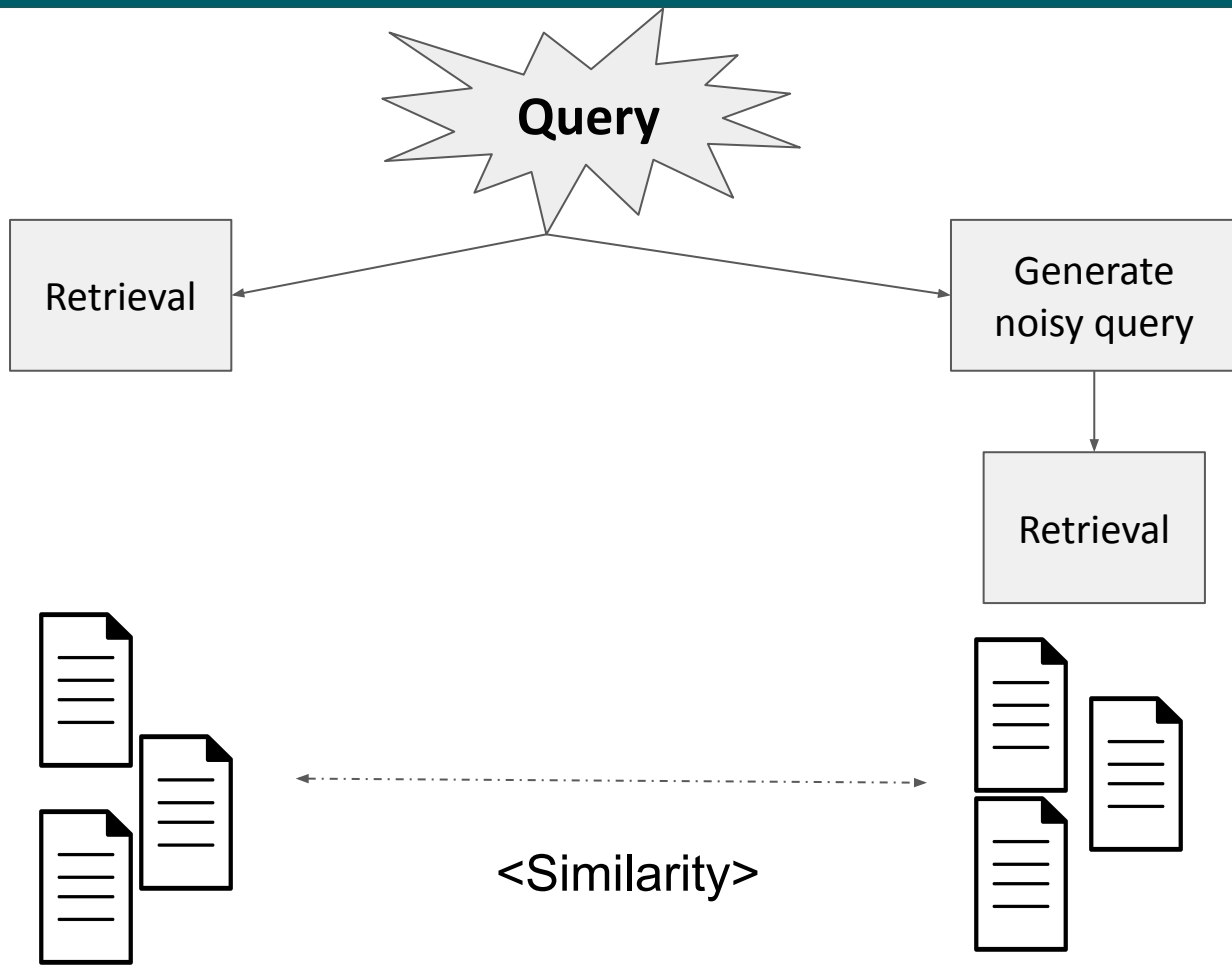 Query
Retrieval
Generate
noisy query
Retrieval
<Similarity>